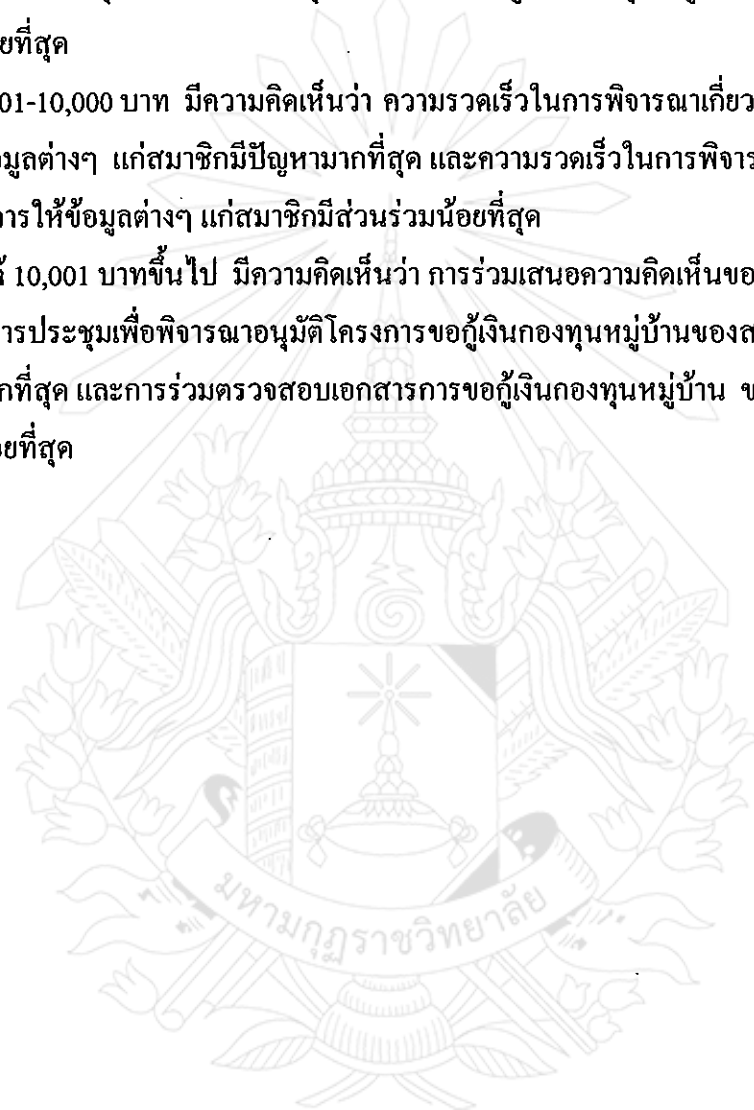 ยที่สุด
01-10,000 บาท มีความคิดเห็นว่า ความรวดเร็วในการพิจารณาเกี่ยว
อมูลต่างๆ แก่สมาชิกมีปัญหามากที่สุด และความรวดเร็วในการพิจาร
การให้ข้อมูลต่างๆ แก่สมาชิกมีส่วนร่วมน้อยที่สุด
10,001 บาทขึ้นไป มีความคิดเห็นว่า การร่วมเสนอความคิดเห็นขอ
ารประชุมเพื่อพิจารณาอนุมัติโครงการขอกู้เงินกองทุนหมู่บ้านของส
กที่สุด และการร่วมตรวจสอบเอกสารการขอกู้เงินกองทุนหมู่บ้าน ข
ยที่สุด
มหามกุฏราชวิทยาลัย